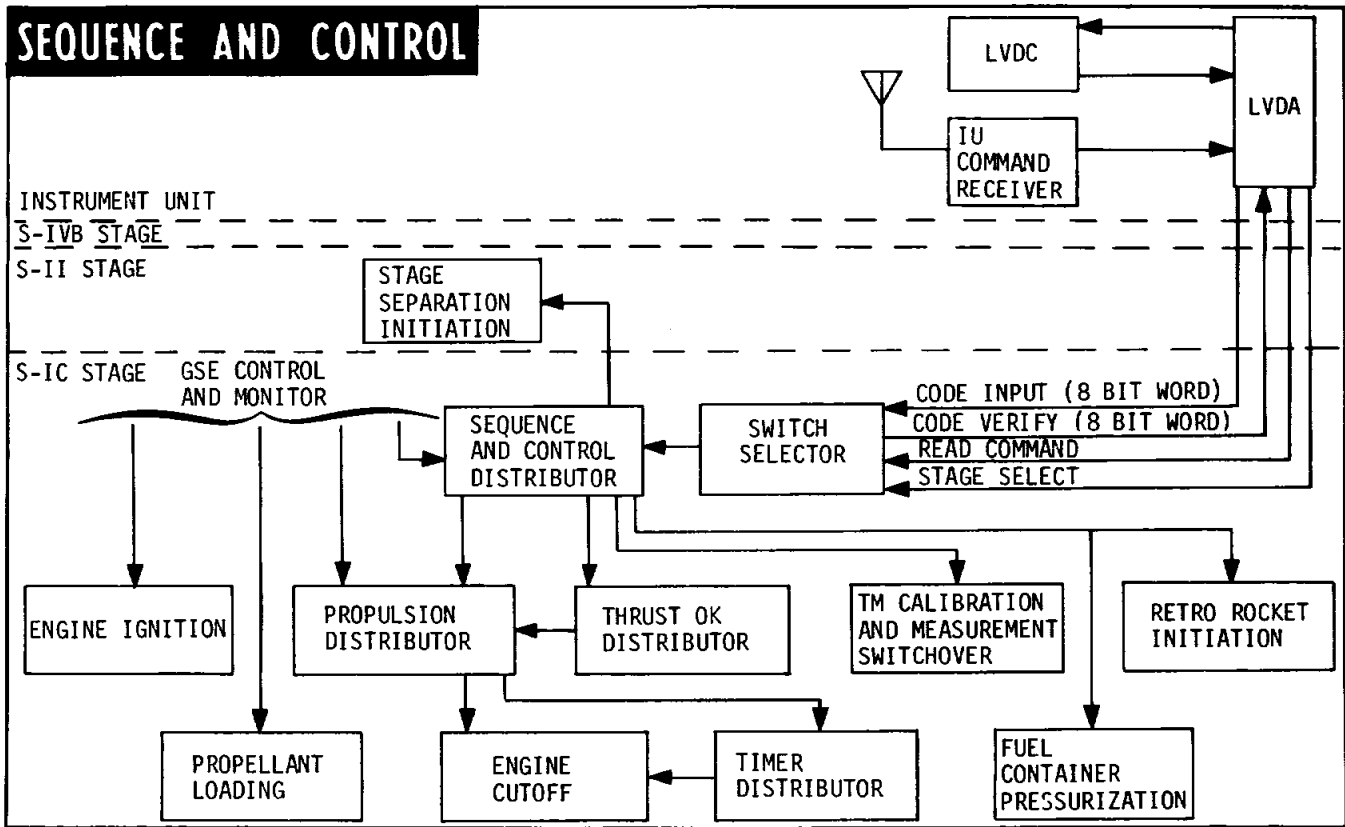 SEQUENCE AND CONTROL
LVDC
LVDA
IU
COMMAND
RECEIVER
INSTRUMENT UNIT
S-IVB STAGE
S-II STAGE
STAGE
SEPARATION
INITIATION
S-IC STAGE
GSE CONTROL
AND MONITOR
SEQUENCE
AND CONTROL
DISTRIBUTOR
SWITCH
SELECTOR
CODE INPUT (8 BIT WORD)
CODE VERIFY (8 BIT WORD)
READ COMMAND
STAGE SELECT
ENGINE IGNITION
PROPULSION
DISTRIBUTOR
THRUST OK
DISTRIBUTOR
TM CALIBRATION
AND MEASUREMENT
SWITCHOVER
RETRO ROCKET
INITIATION
PROPELLANT
LOADING
ENGINE
CUTOFF
TIMER
DISTRIBUTOR
FUEL
CONTAINER
PRESSURIZATION